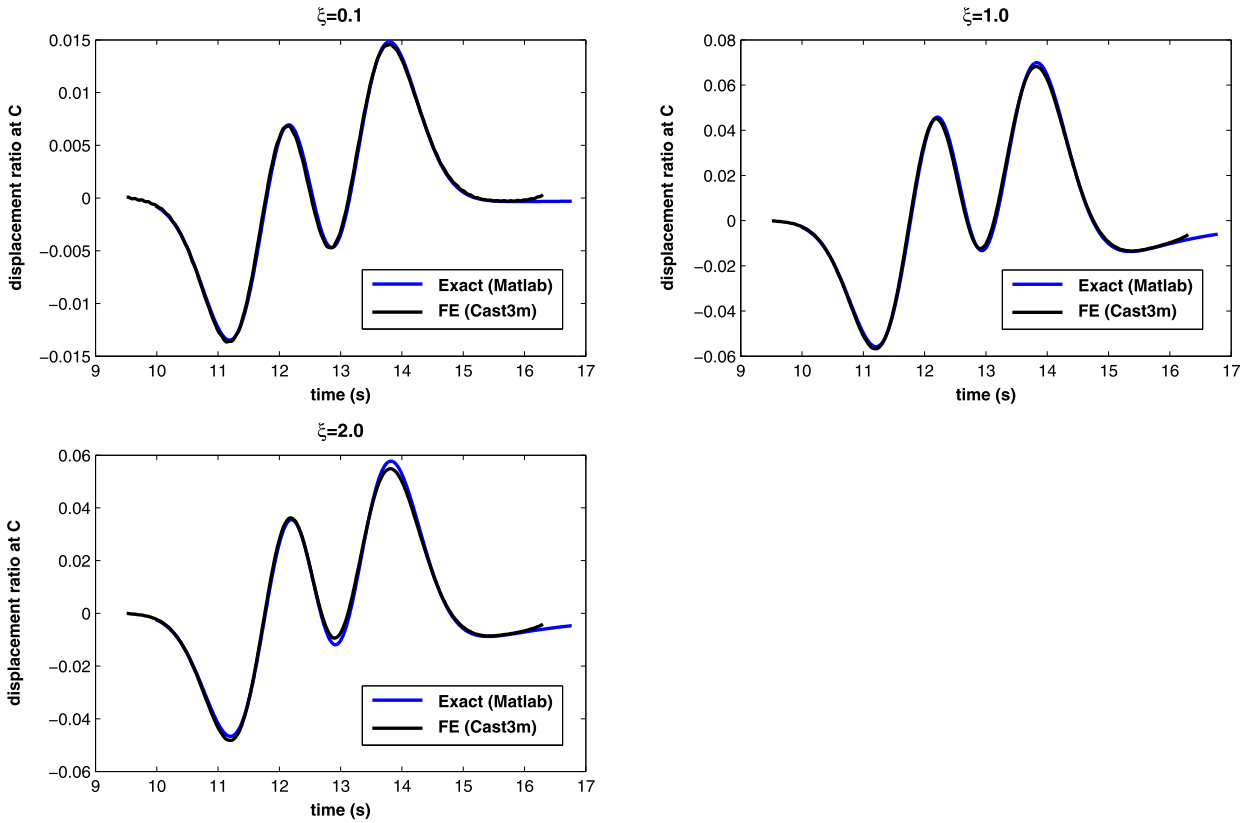 ξ=0.1
displacement ratio at C
0.015
0.01
0.005
0
−0.005
−0.01
−0.015
9 10 11 12 13 14 15 16 17
time (s)
Exact (Matlab)
FE (Cast3m)
ξ=1.0
displacement ratio at C
0.08
0.06
0.04
0.02
0
−0.02
−0.04
−0.06
9 10 11 12 13 14 15 16 17
time (s)
Exact (Matlab)
FE (Cast3m)
ξ=2.0
displacement ratio at C
0.06
0.04
0.02
0
−0.02
−0.04
−0.06
9 10 11 12 13 14 15 16 17
time (s)
Exact (Matlab)
FE (Cast3m)